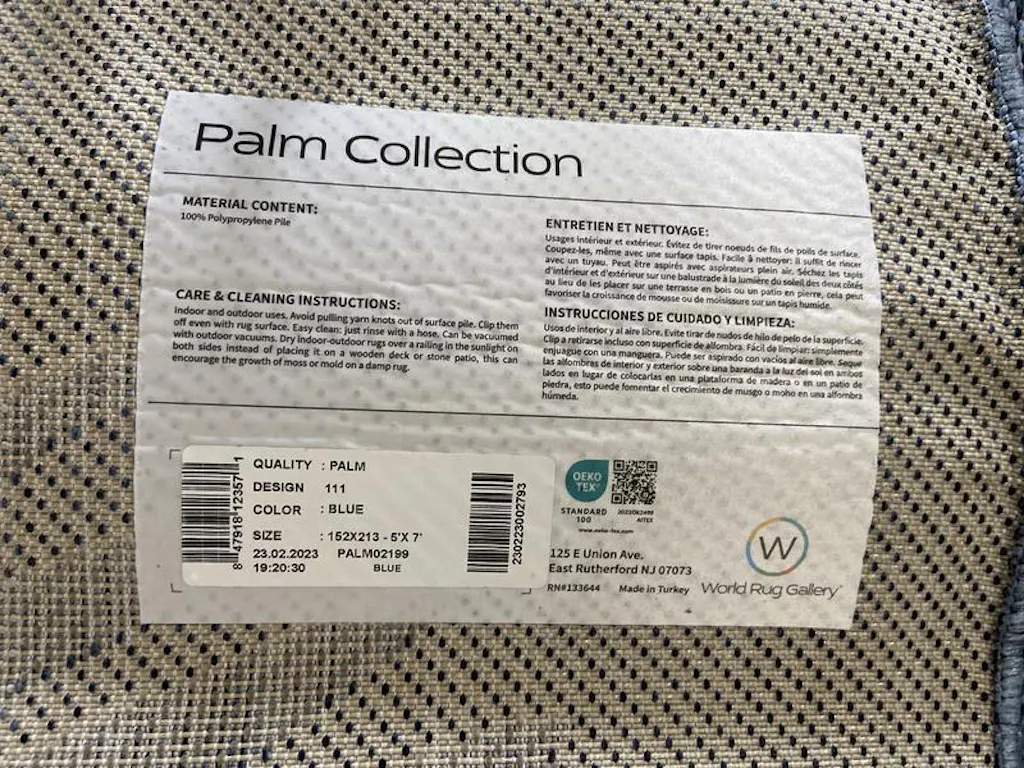 Palm Collection
MATERIAL CONTENT:
100% Polypropylene Pile
CARE & CLEANING INSTRUCTIONS:
Indoor and outdoor uses. Avoid pulling yarn knots out of surface pile. Clip them
off even with rug surface. Easy clean: just rinse with a hose. Can be vacuumed
with outdoor vacuums. Dry indoor-outdoor rugs over a railing in the sunlight on
both sides instead of placing it on a wooden deck or stone patio, this can
encourage the growth of moss or mold on a damp rug.
ENTRETIEN ET NETTOYAGE:
Usages intérieur et extérieur. Évitez de tirer noeuds de fils de poils de surface.
Coupez-les, même avec une surface tapis. Facile à nettoyer: il suffit de rincer
avec un tuyau. Peut être aspirés avec aspirateurs plein air. Séchez les tapis
d'intérieur et d'extérieur sur une balustrade à la lumière du soleil des deux côtés
au lieu de les placer sur une terrasse en bois ou un patio en pierre, cela peut
favoriser la croissance de mousse ou de moisissure sur un tapis humide.
INSTRUCCIONES DE CUIDADO Y LIMPIEZA:
Usos de interior y al aire libre. Evite tirar de nudos de hilo de pelo de la superficie.
Clip a retirarse incluso con superficie de alfombra. Fácil de limpiar: simplemente
enjuague con una manguera. Puede ser aspirado con vacíos al aire libre. Seque
las alfombras de interior y exterior sobre una baranda a la luz del sol en ambos
lados en lugar de colocarlas en una plataforma de madera o en un patio de
piedra, esto puede fomentar el crecimiento de musgo o moho en una alfombra
húmeda.
8 47918 12357 1
QUALITY : PALM
DESIGN 111
COLOR : BLUE
SIZE : 152X213 - 5'X 7'
23.02.2023 PALM02199
19:20:30 BLUE
230223002793
OEKO
TEX®
STANDARD
100
AITEX
www.oeko-tex.com
125 E Union Ave.
East Rutherford NJ 07073
RN#133644 Made in Turkey
W
World Rug Gallery